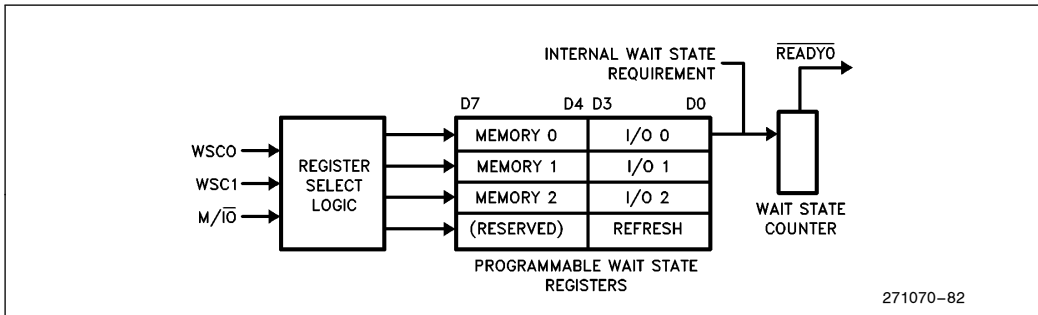 INTERNAL WAIT STATE
REQUIREMENT
READYO
D7 D4 D3 D0
WSC0
WSC1
M/IO
REGISTER
SELECT
LOGIC
MEMORY 0 I/O 0
MEMORY 1 I/O 1
MEMORY 2 I/O 2
(RESERVED) REFRESH
PROGRAMMABLE WAIT STATE
REGISTERS
WAIT STATE
COUNTER
271070–82